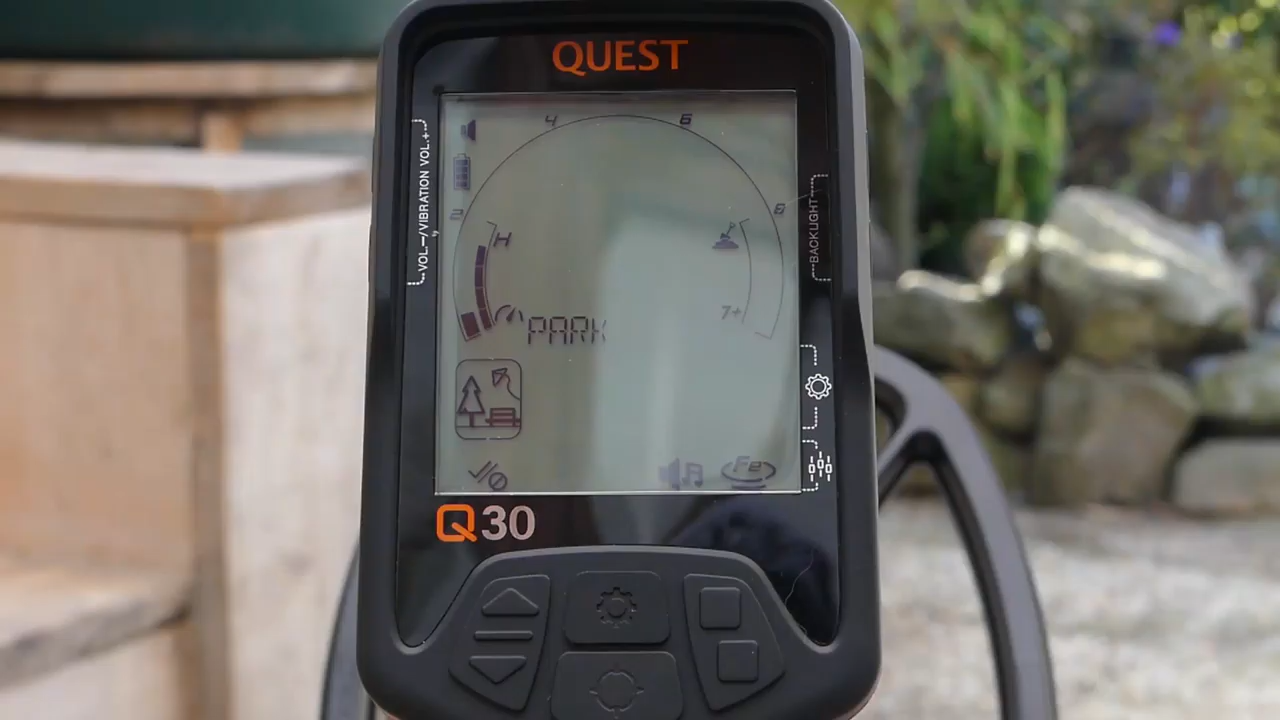 QUEST
VOL.−/VIBRATION VOL.+
4
6
2
8
H
BACKLIGHT
7+
PARK
Fe
Q30